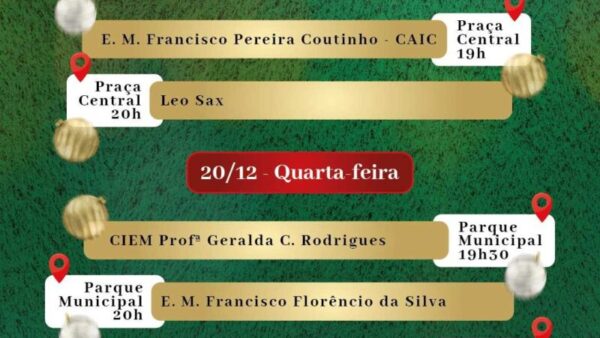 E. M. Francisco Pereira Coutinho - CAIC
Praça
Central
19h
Praça
Central
20h
Leo Sax
20/12 - Quarta-feira
CIEM Profª Geralda C. Rodrigues
Parque
Municipal
19h30
Parque
Municipal
20h
E. M. Francisco Florêncio da Silva